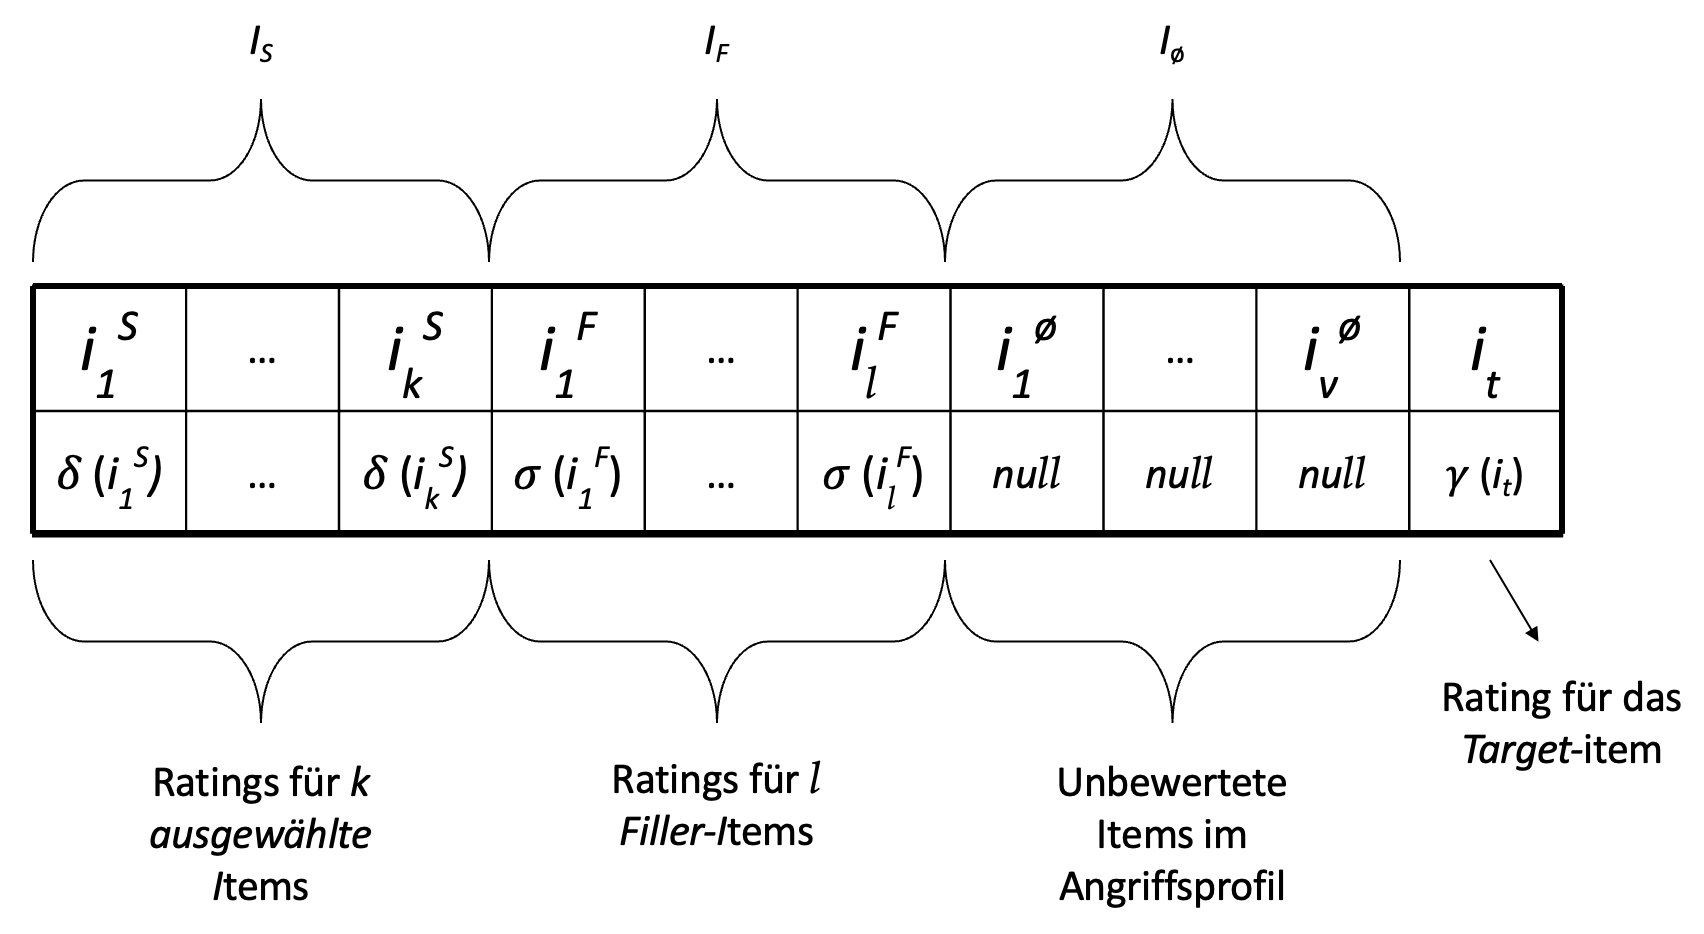 I_S I_F I_ø
i_1^S ... i_k^S i_1^F ... i_l^F i_1^ø ... i_v^ø i_t
δ (i_1^S) ... δ (i_k^S) σ (i_1^F) ... σ (i_l^F) null null null γ (i_t)
Ratings für k
ausgewählte
Items
Ratings für l
Filler-Items
Unbewertete
Items im
Angriffsprofil
Rating für das
Target-item